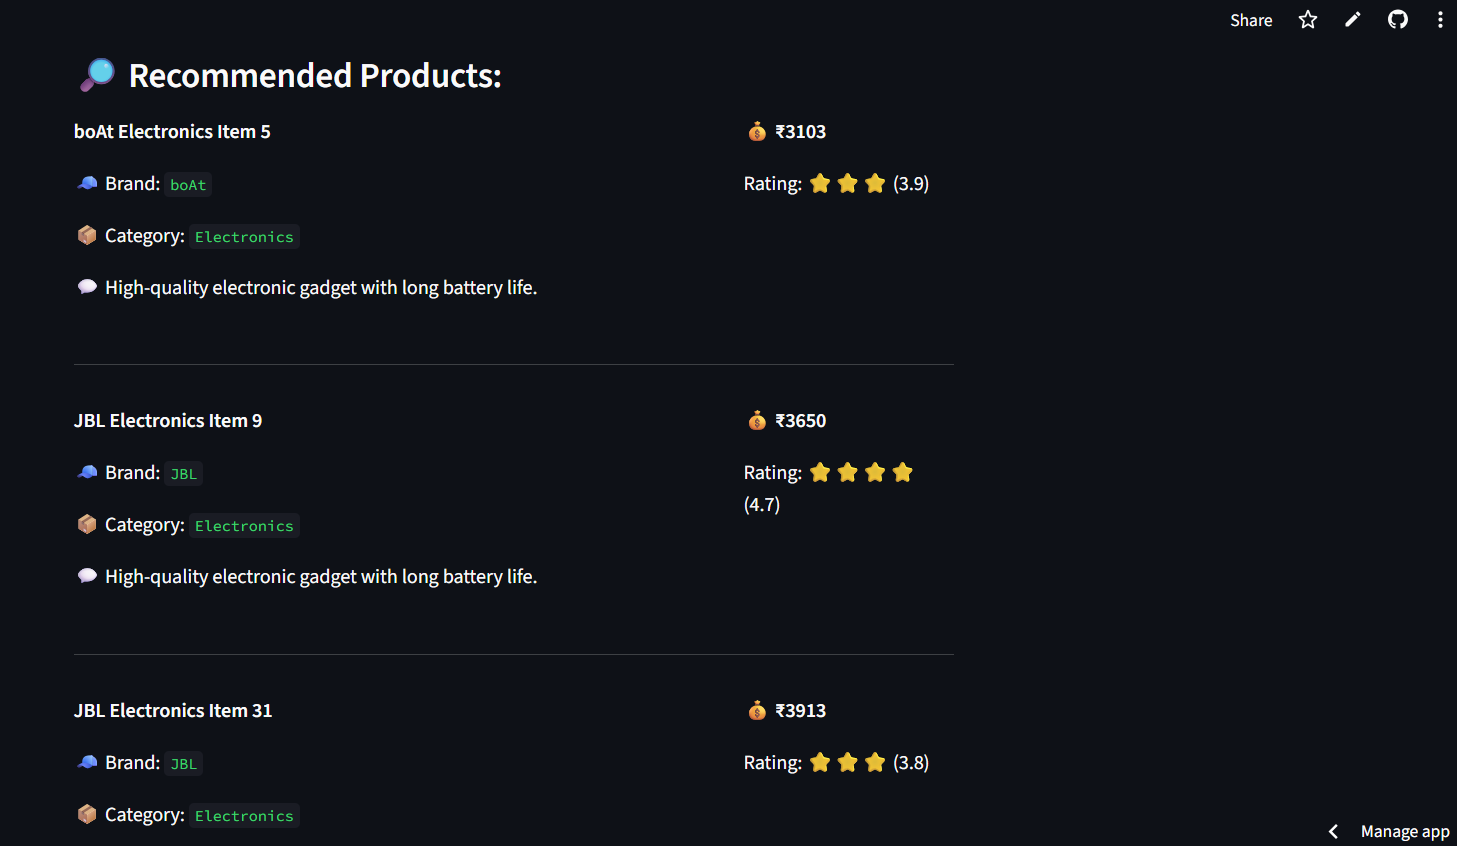 Share
🔎 Recommended Products:
boAt Electronics Item 5
💰 ₹3103
🧢 Brand: boAt
Rating: ⭐⭐⭐ (3.9)
📦 Category: Electronics
💬 High-quality electronic gadget with long battery life.
JBL Electronics Item 9
💰 ₹3650
🧢 Brand: JBL
Rating: ⭐⭐⭐⭐
(4.7)
📦 Category: Electronics
💬 High-quality electronic gadget with long battery life.
JBL Electronics Item 31
💰 ₹3913
🧢 Brand: JBL
Rating: ⭐⭐⭐ (3.8)
📦 Category: Electronics
Manage app